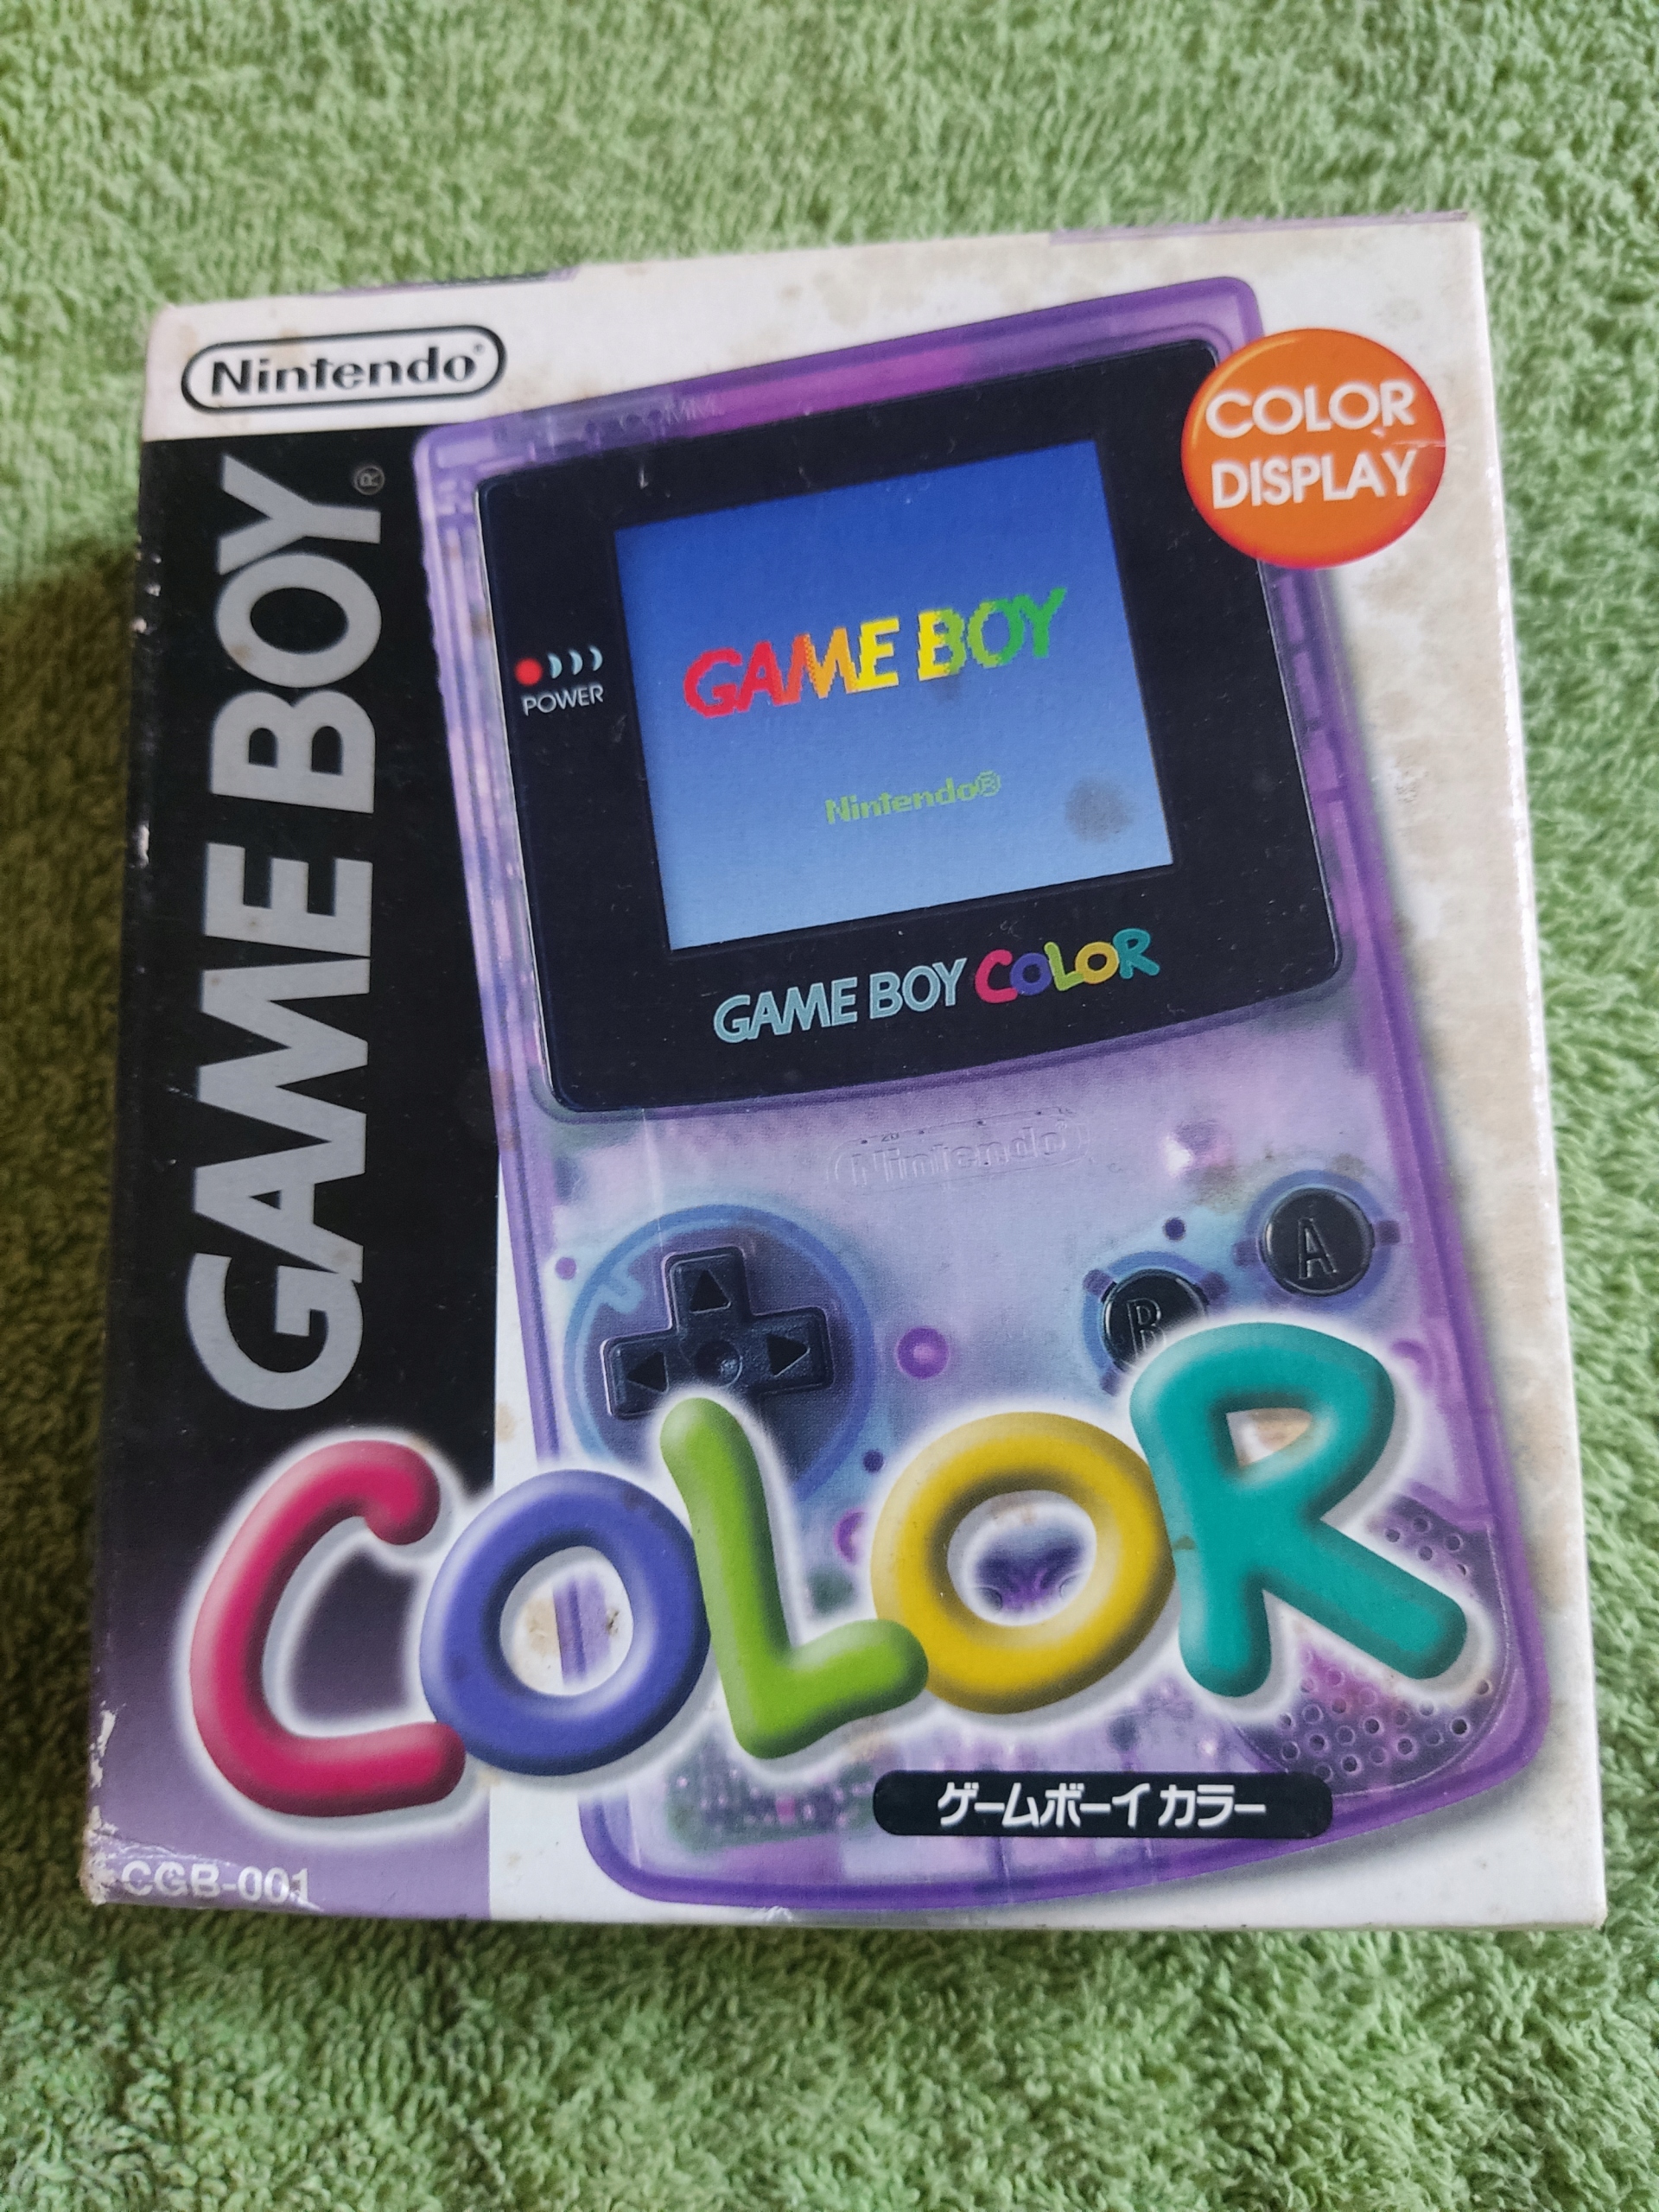 Nintendo®
COLOR
DISPLAY
GAME BOY®
COMM.
POWER
GAME BOY
Nintendo®
GAME BOY COLOR
Nintendo
A
B
COLOR
ゲームボーイ カラー
CGB-001